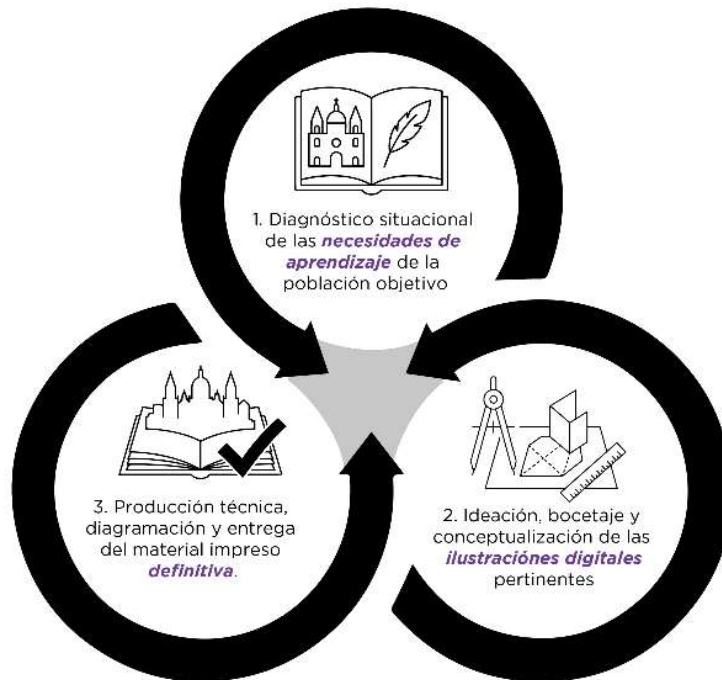 1. Diagnóstico situacional
de las necesidades de
aprendizaje de la
población objetivo
2. Ideación, bocetaje y
conceptualización de las
ilustraciónes digitales
pertinentes
3. Producción técnica,
diagramación y entrega
del material impreso
definitiva.